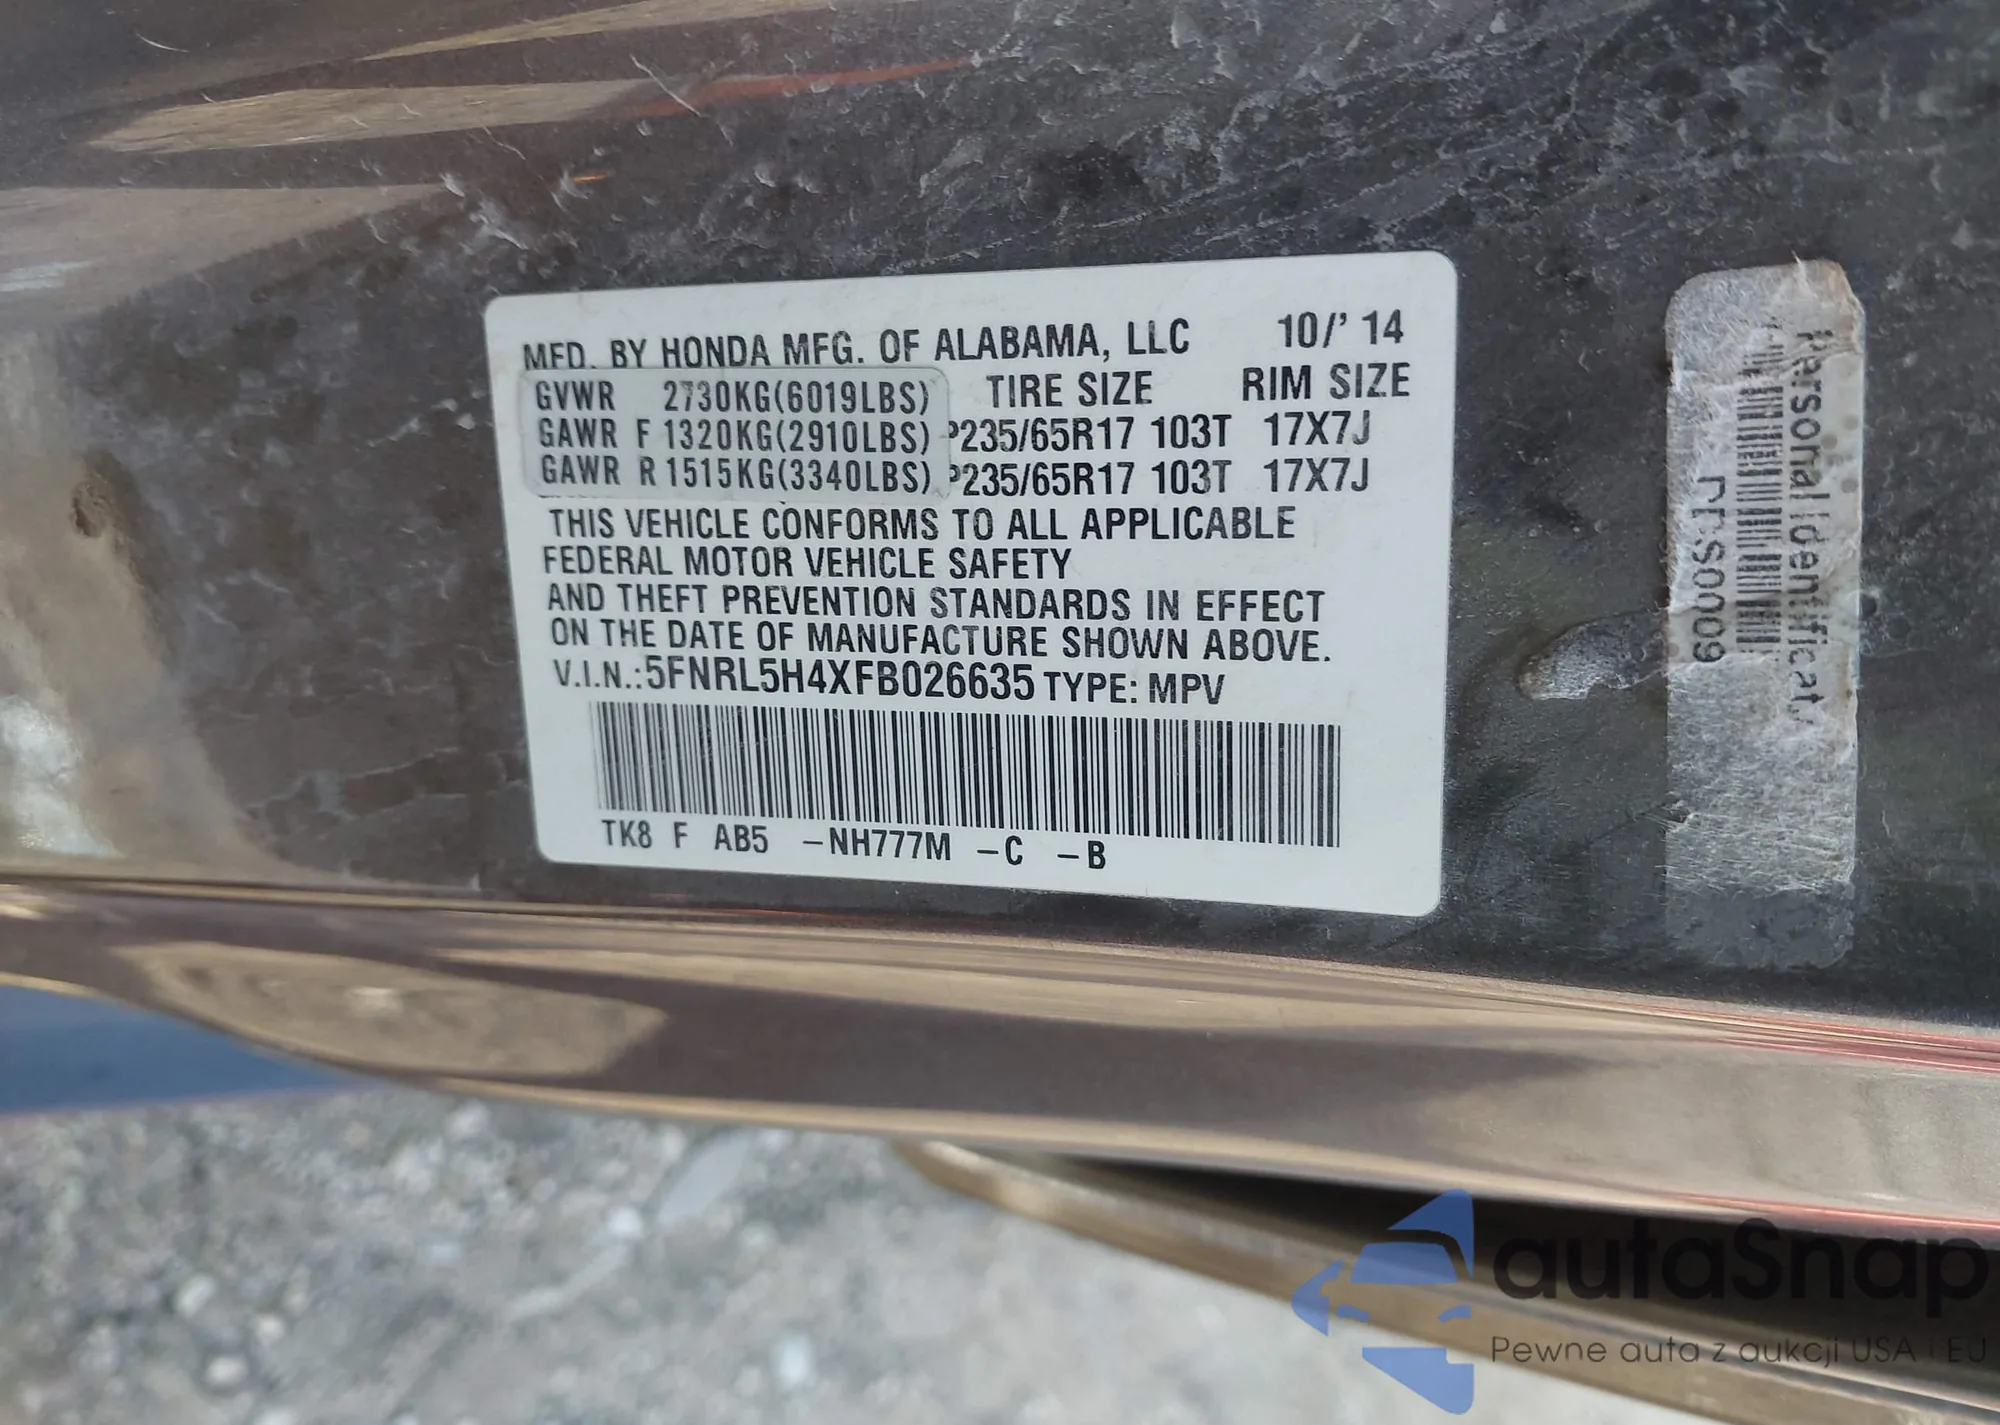 MFD. BY HONDA MFG. OF ALABAMA, LLC 10/' 14
GVWR 2730KG(6019LBS) TIRE SIZE RIM SIZE
GAWR F 1320KG(2910LBS) P235/65R17 103T 17X7J
GAWR R 1515KG(3340LBS) P235/65R17 103T 17X7J
THIS VEHICLE CONFORMS TO ALL APPLICABLE
FEDERAL MOTOR VEHICLE SAFETY
AND THEFT PREVENTION STANDARDS IN EFFECT
ON THE DATE OF MANUFACTURE SHOWN ABOVE.
V.I.N.:5FNRL5H4XFB026635 TYPE: MPV
TK8 F AB5 -NH777M -C -B
Personal Identificat
autaSnap
Pewne auta z aukcji USA i EU